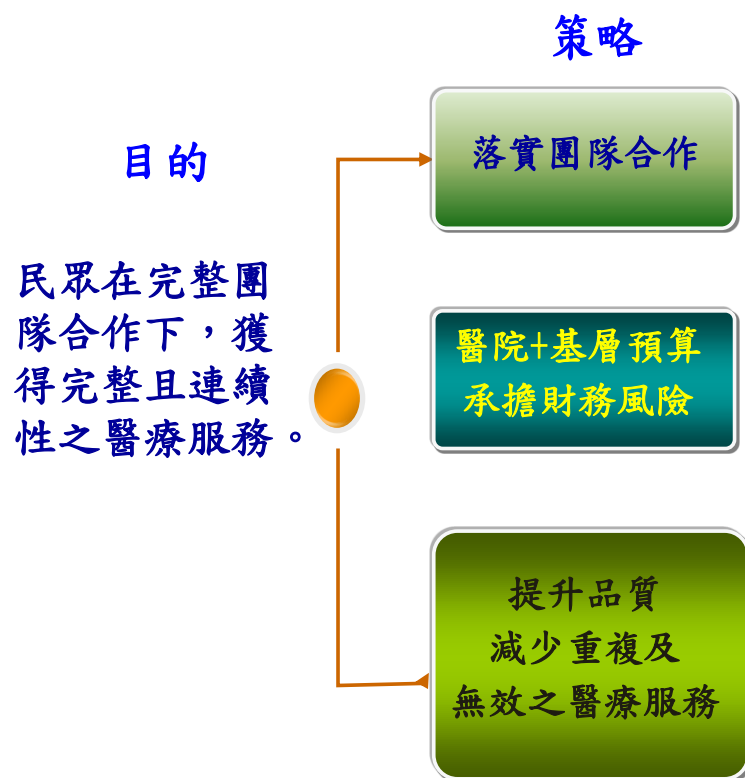 策略
目的
落實團隊合作
民眾在完整團
隊合作下，獲
得完整且連續
性之醫療服務。
醫院+基層預算
承擔財務風險
提升品質
減少重複及
無效之醫療服務